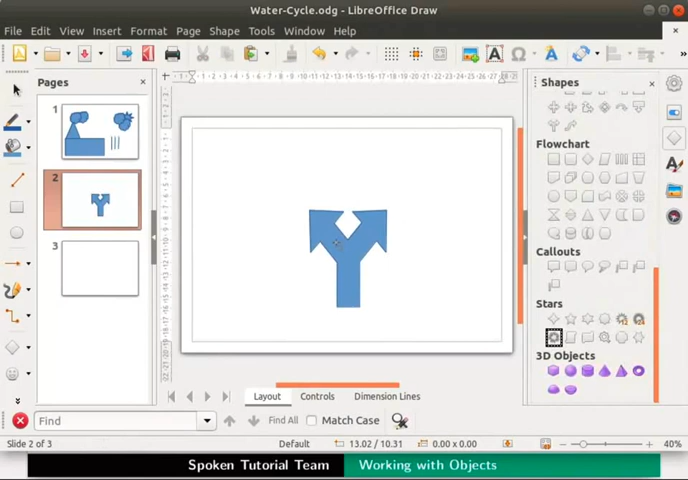 Water-Cycle.odg - LibreOffice Draw
File Edit View Insert Format Page Shape Tools Window Help
Pages
1
2
3
Shapes
Flowchart
Callouts
Stars
3D Objects
Layout Controls Dimension Lines
Find Find All Match Case
Slide 2 of 3 Default 13.02 / 10.31 0.00 x 0.00 40%
Spoken Tutorial Team Working with Objects